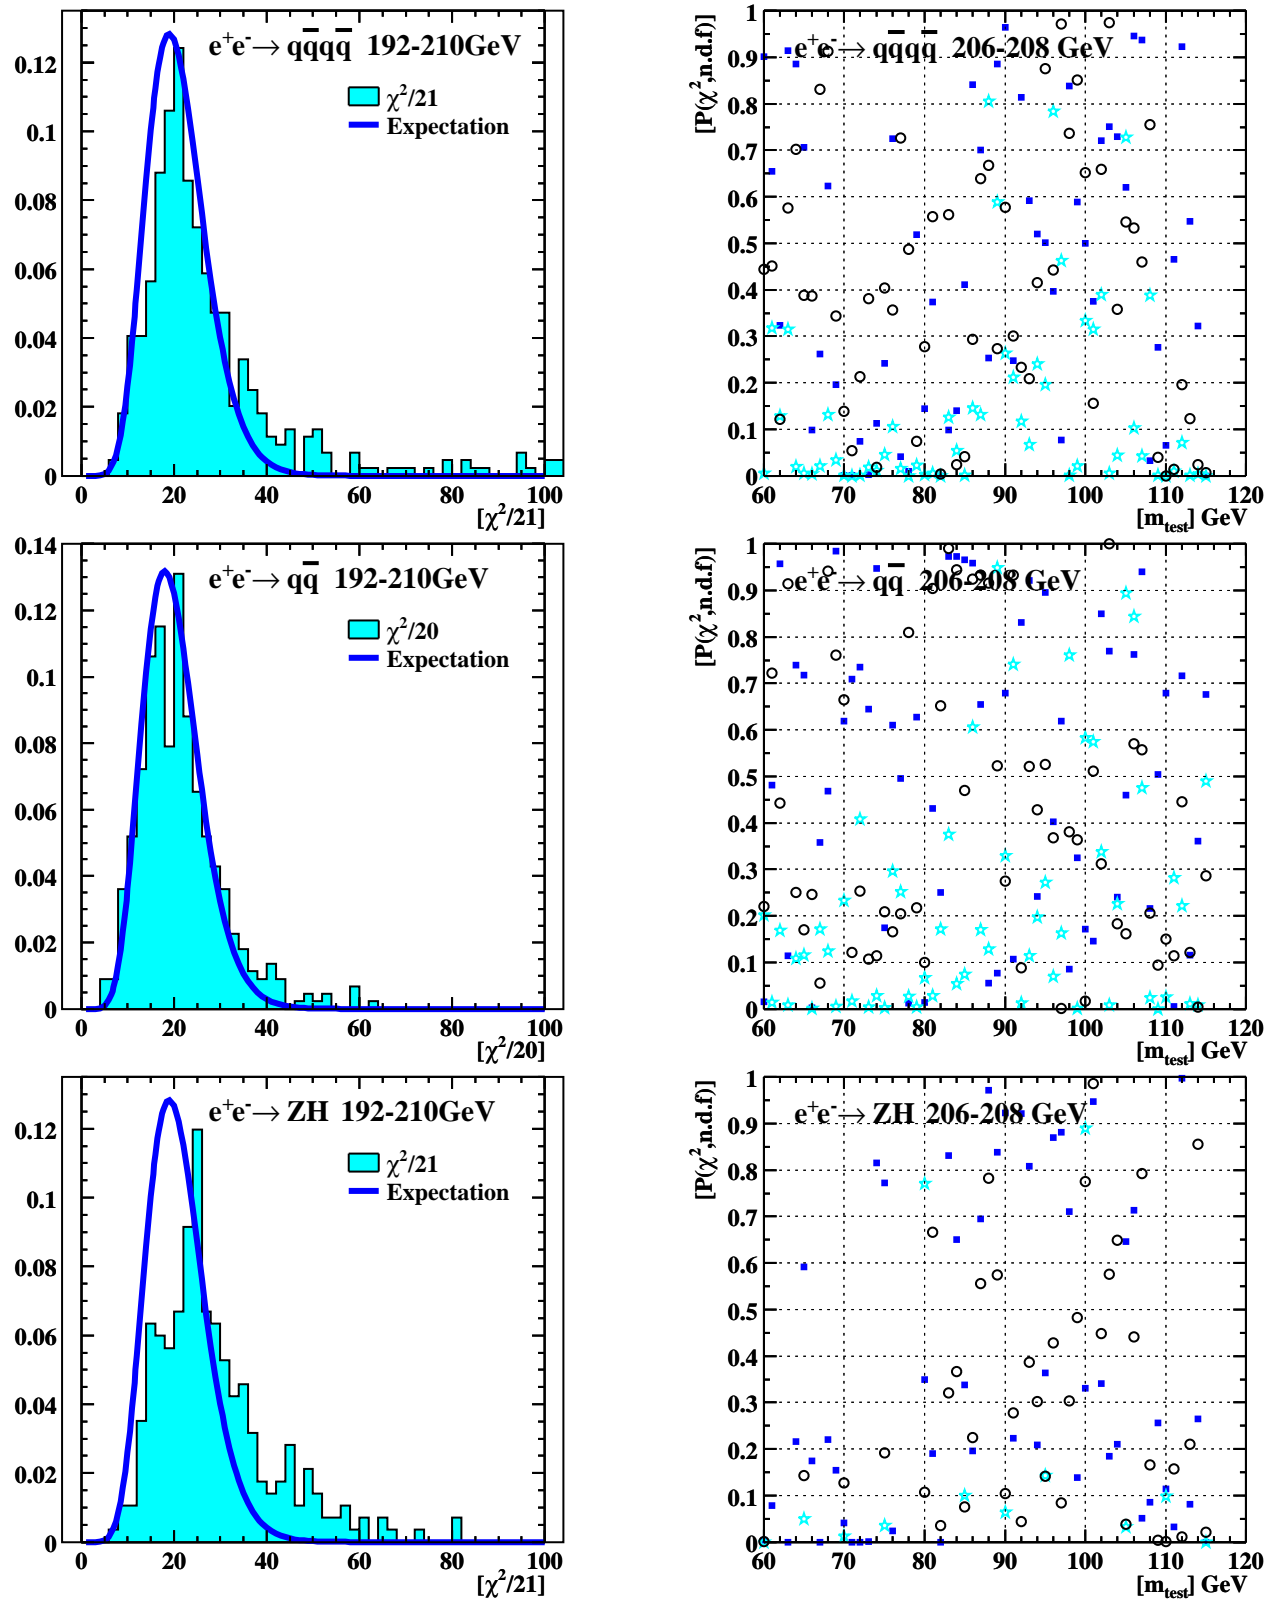 e⁺e⁻→ qq̅qq̅ 192-210GeV
χ²/21
Expectation
0.12
0.1
0.08
0.06
0.04
0.02
0
0 20 40 60 80 100
[χ²/21]
e⁺e⁻→ qq̅qq̅ 206-208 GeV
[P(χ²,n.d.f)]
1
0.9
0.8
0.7
0.6
0.5
0.4
0.3
0.2
0.1
0
60 70 80 90 100 110 120
[m_test] GeV
e⁺e⁻→ qq̅ 192-210GeV
χ²/20
Expectation
0.14
0.12
0.1
0.08
0.06
0.04
0.02
0
0 20 40 60 80 100
[χ²/20]
e⁺e⁻→ qq̅ 206-208 GeV
[P(χ²,n.d.f)]
1
0.9
0.8
0.7
0.6
0.5
0.4
0.3
0.2
0.1
0
60 70 80 90 100 110 120
[m_test] GeV
e⁺e⁻→ ZH 192-210GeV
χ²/21
Expectation
0.12
0.1
0.08
0.06
0.04
0.02
0
0 20 40 60 80 100
[χ²/21]
e⁺e⁻→ ZH 206-208 GeV
[P(χ²,n.d.f)]
1
0.9
0.8
0.7
0.6
0.5
0.4
0.3
0.2
0.1
0
60 70 80 90 100 110 120
[m_test] GeV